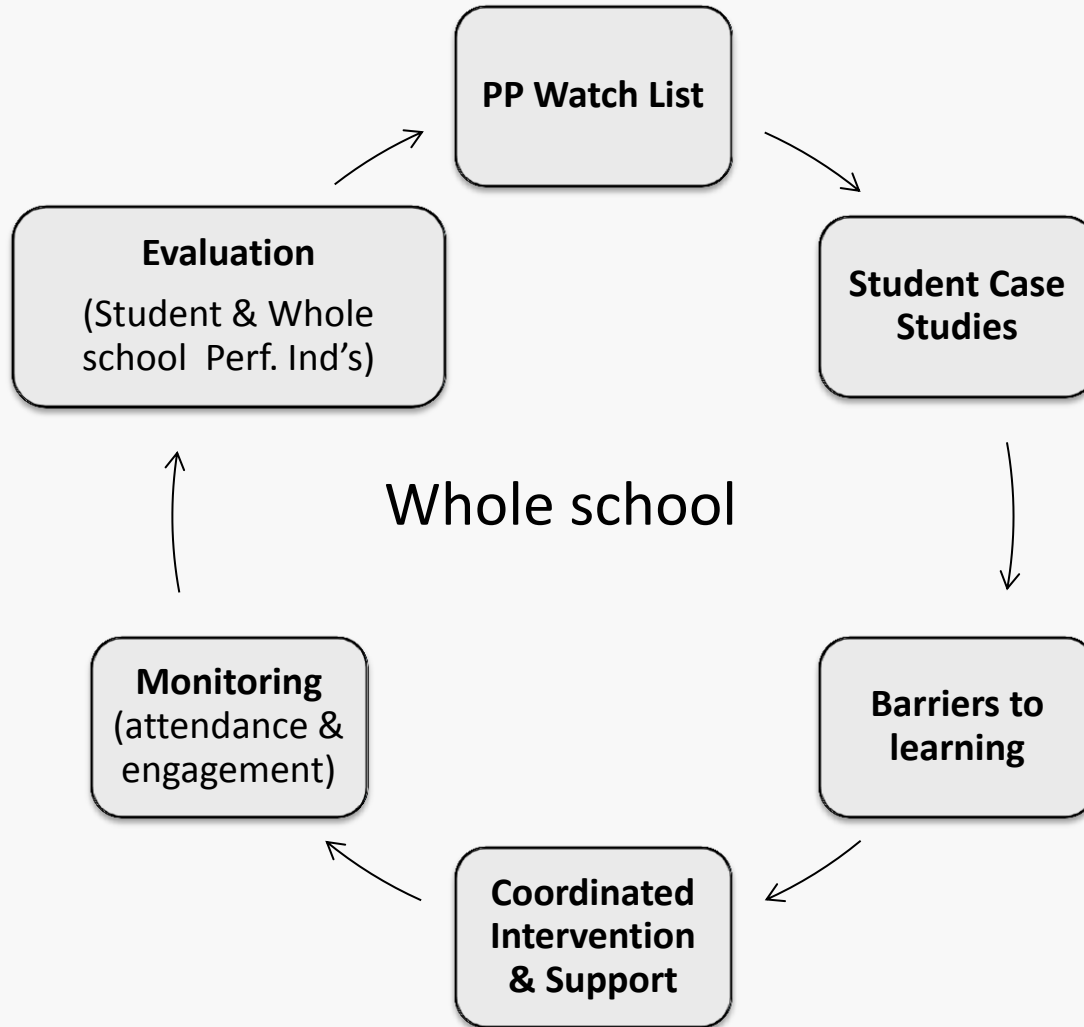 PP Watch List
Student Case
Studies
Barriers to
learning
Coordinated
Intervention
& Support
Monitoring
(attendance &
engagement)
Evaluation
(Student & Whole
school  Perf. Ind's)
Whole school